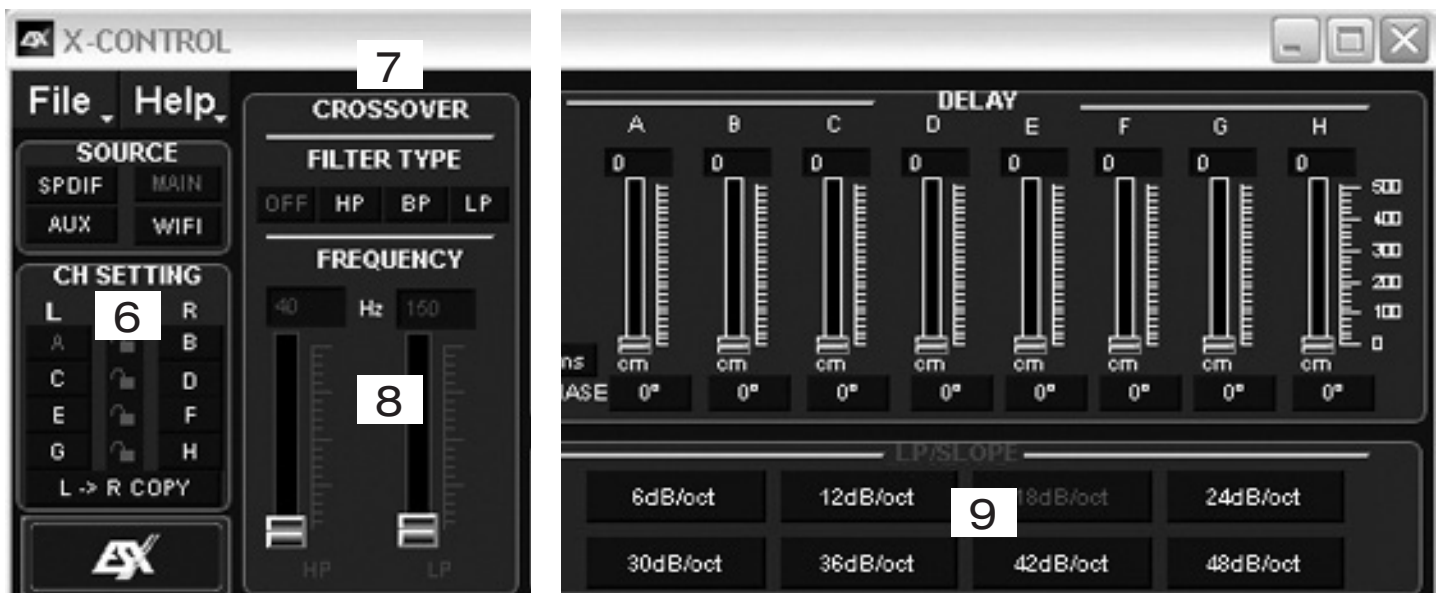 X-CONTROL
7
File Help
CROSSOVER
SOURCE
SPDIF MAIN
AUX WIFI
FILTER TYPE
OFF HP BP LP
FREQUENCY
40 Hz 150
CH SETTING
L 6 R
A B
C D
E F
G H
L -> R COPY
8
HP LP
ESX
DELAY
A B C D E F G H
0 0 0 0 0 0 0 0
500
400
300
200
100
0
cm cm cm cm cm cm cm cm
0° 0° 0° 0° 0° 0° 0° 0°
LP/SLOPE
6dB/oct 12dB/oct 18dB/oct 24dB/oct
9
30dB/oct 36dB/oct 42dB/oct 48dB/oct